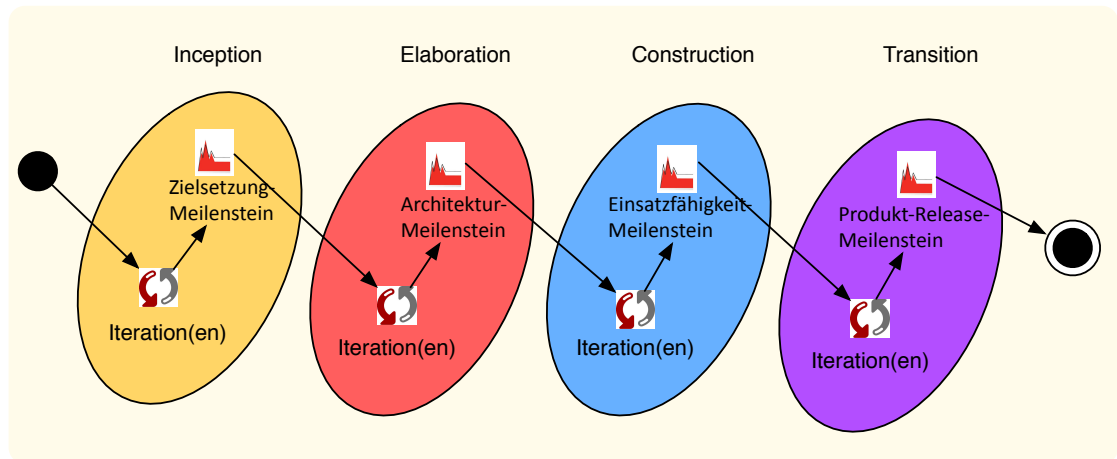 Inception
Elaboration
Construction
Transition
Zielsetzung-
Meilenstein
Iteration(en)
Architektur-
Meilenstein
Iteration(en)
Einsatzfähigkeit-
Meilenstein
Iteration(en)
Produkt-Release-
Meilenstein
Iteration(en)